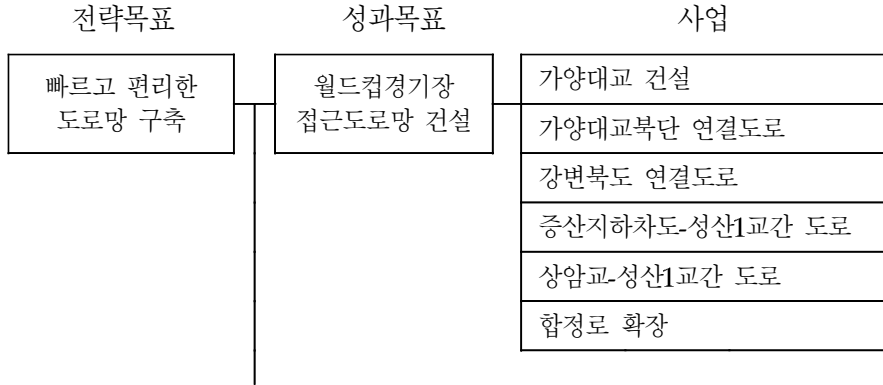 전략목표
성과목표
사업
빠르고 편리한
도로망 구축
월드컵경기장
접근도로망 건설
가양대교 건설
가양대교북단 연결도로
강변북도 연결도로
증산지하차도-성산1교간 도로
상암교-성산1교간 도로
합정로 확장